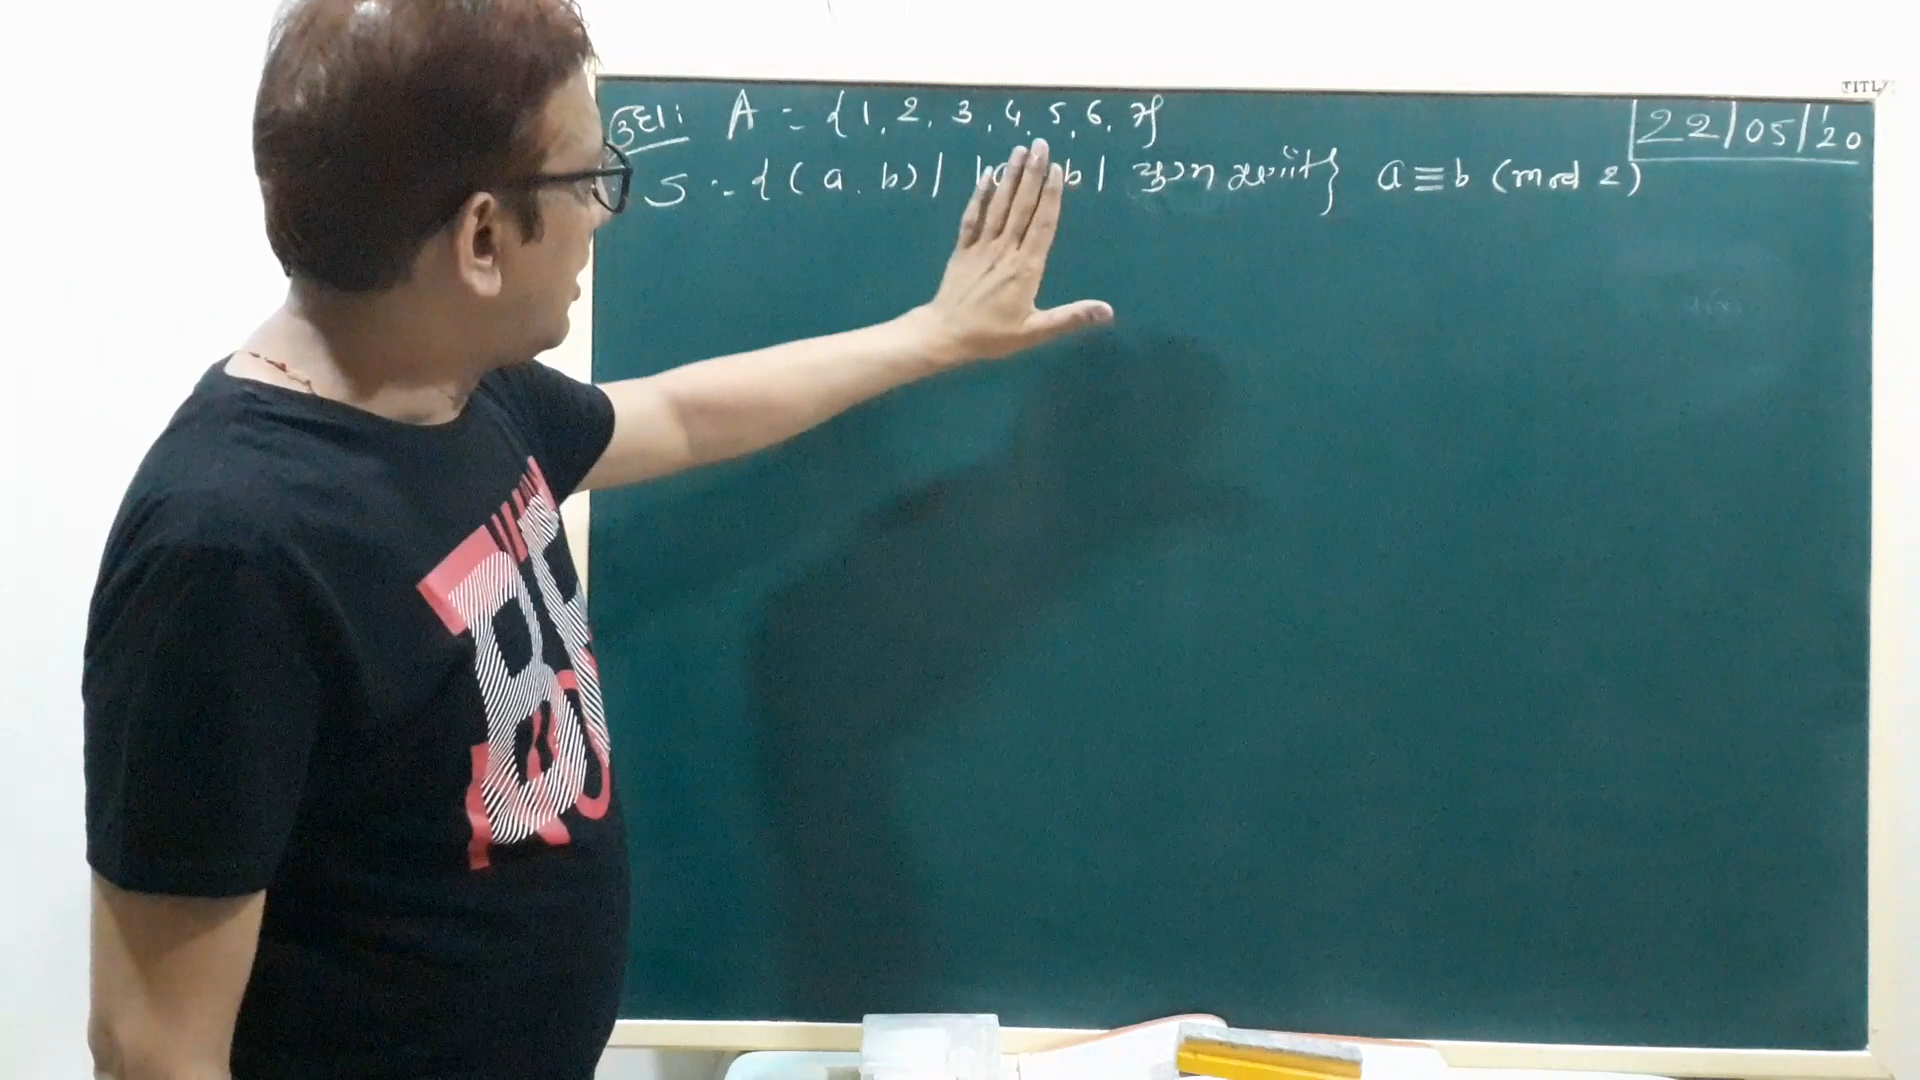 ઉદા: A = {1, 2, 3, 4, 5, 6, 7}
22/05/'20
S = {(a, b) | |a b| યુગ્મ સંખ્યા} a ≡ b (mod 2)